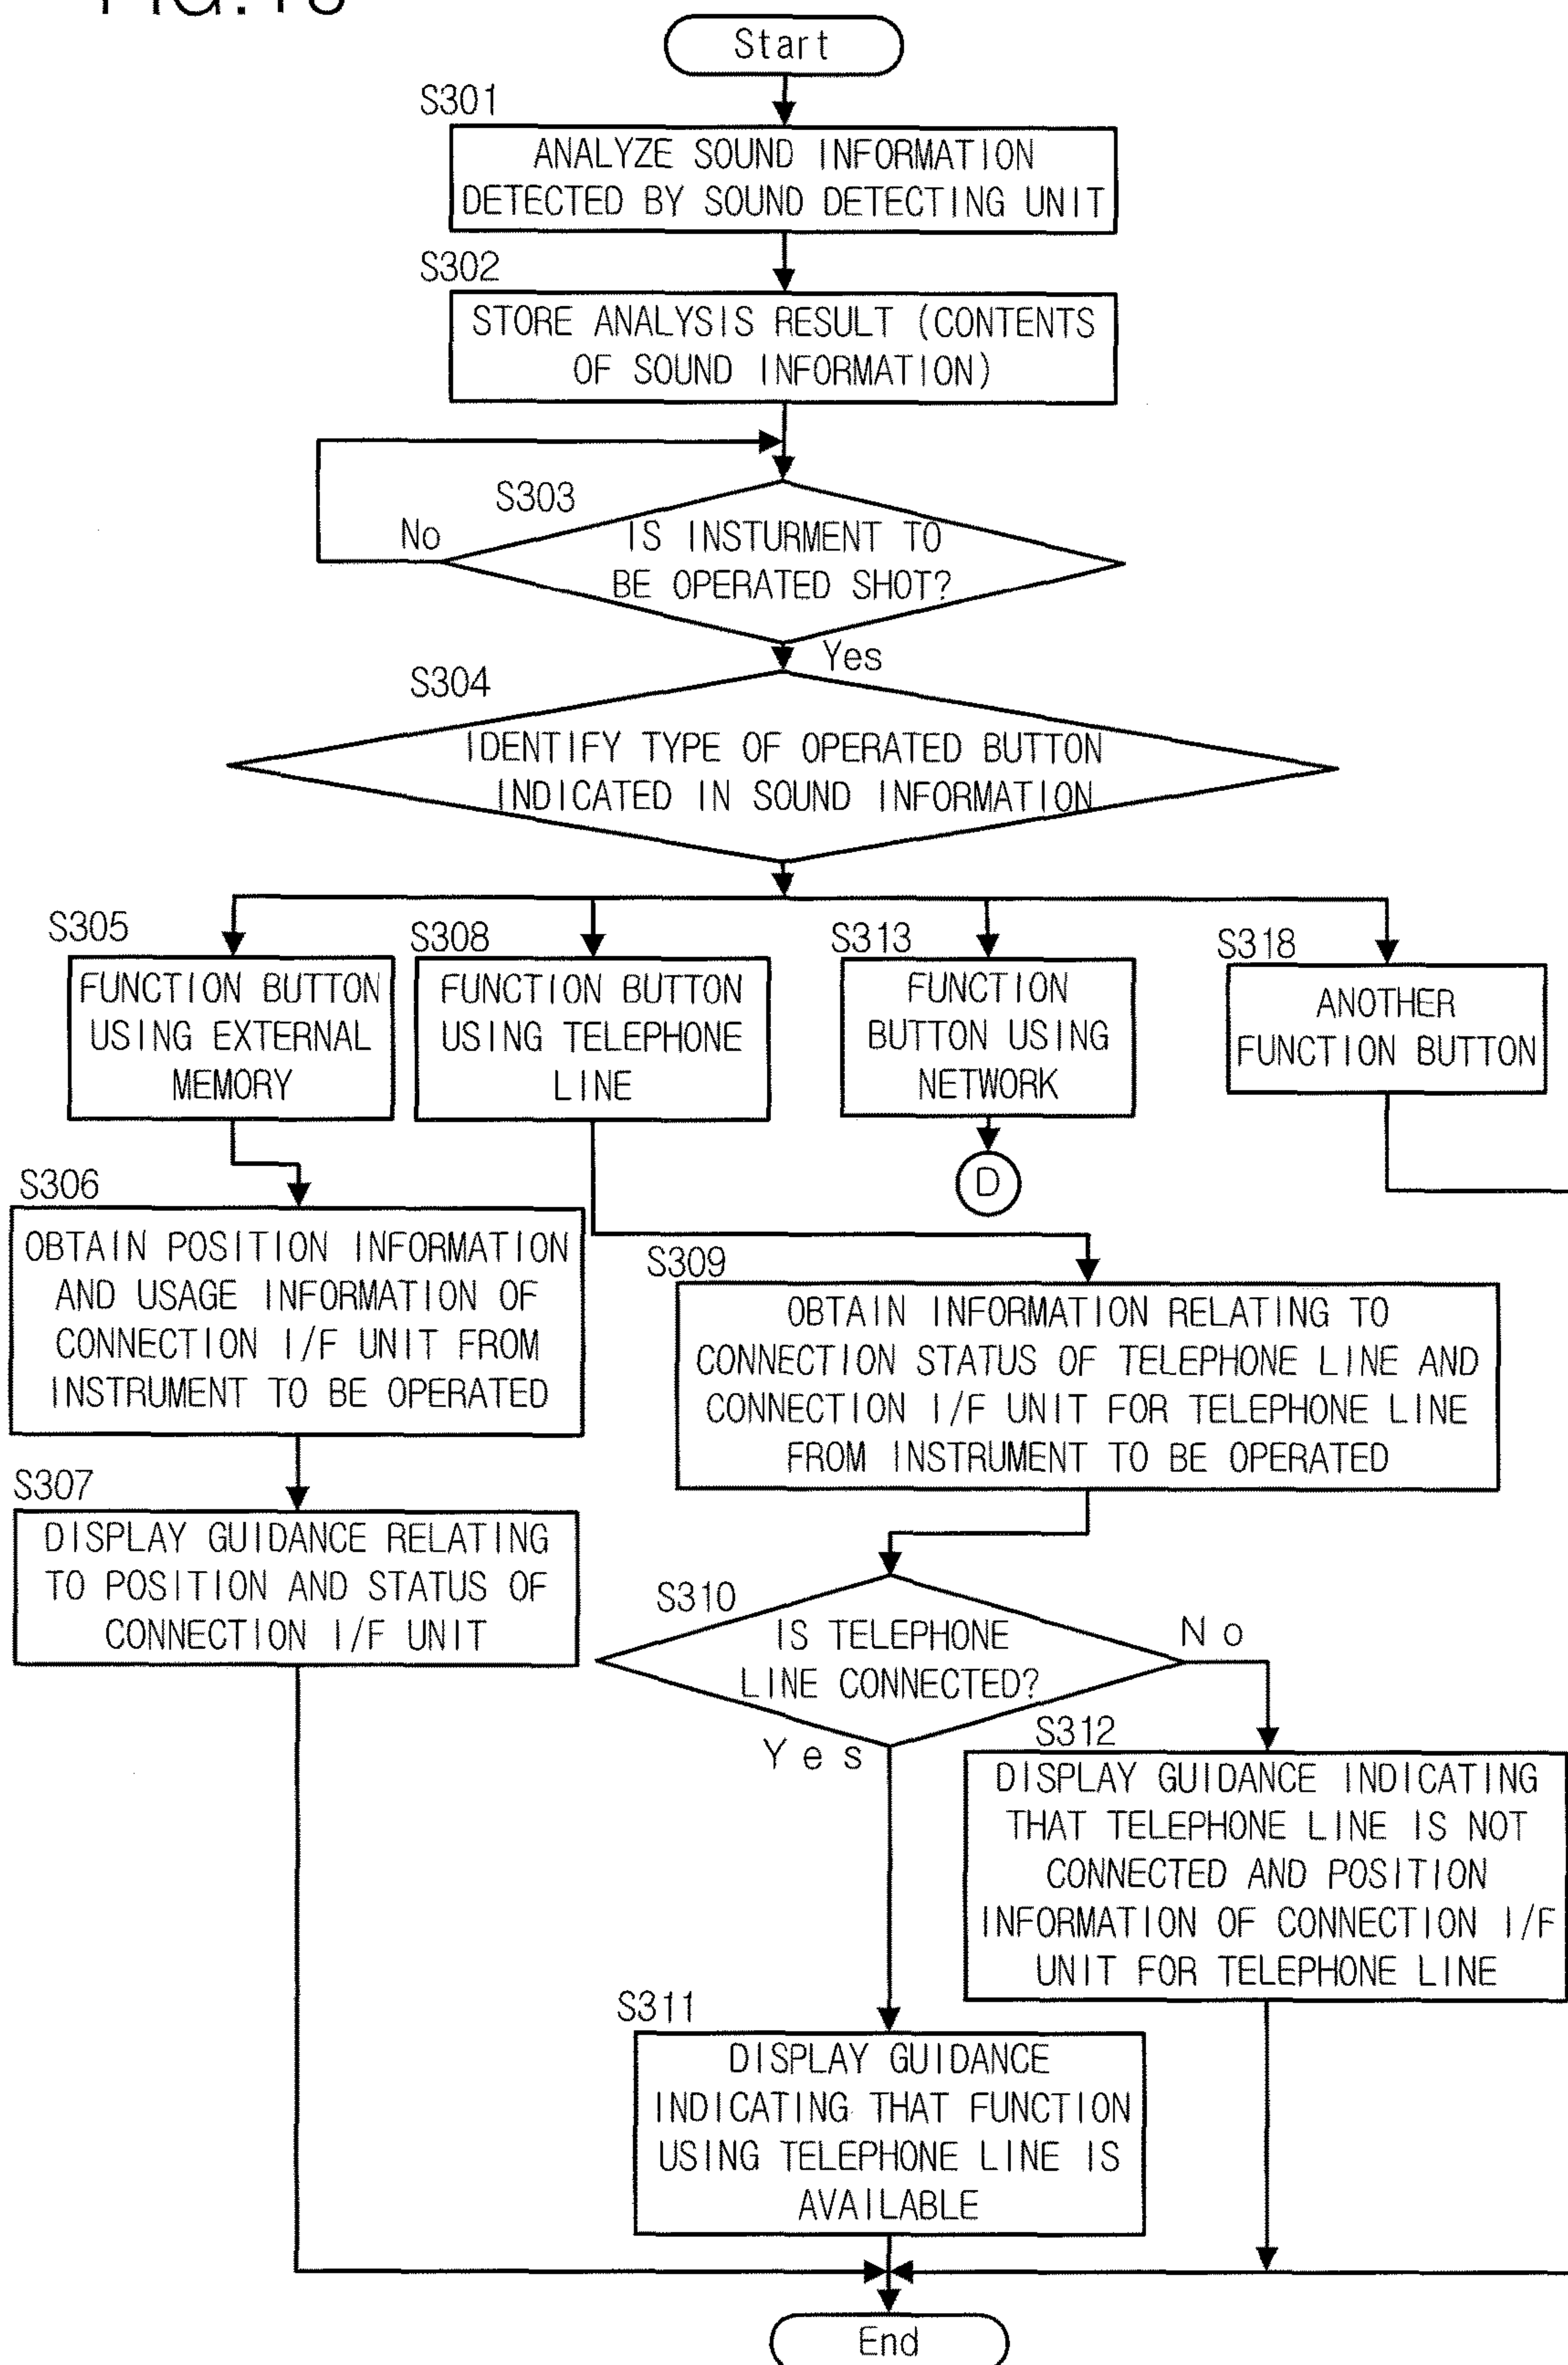 Start
S301
ANALYZE SOUND INFORMATION
DETECTED BY SOUND DETECTING UNIT
S302
STORE ANALYSIS RESULT (CONTENTS
OF SOUND INFORMATION)
S303
No
IS INSTURMENT TO
BE OPERATED SHOT?
Yes
S304
IDENTIFY TYPE OF OPERATED BUTTON
INDICATED IN SOUND INFORMATION
S305
FUNCTION BUTTON
USING EXTERNAL
MEMORY
S308
FUNCTION BUTTON
USING TELEPHONE
LINE
S313
FUNCTION
BUTTON USING
NETWORK
D
S318
ANOTHER
FUNCTION BUTTON
S306
OBTAIN POSITION INFORMATION
AND USAGE INFORMATION OF
CONNECTION I/F UNIT FROM
INSTRUMENT TO BE OPERATED
S309
OBTAIN INFORMATION RELATING TO
CONNECTION STATUS OF TELEPHONE LINE AND
CONNECTION I/F UNIT FOR TELEPHONE LINE
FROM INSTRUMENT TO BE OPERATED
S307
DISPLAY GUIDANCE RELATING
TO POSITION AND STATUS OF
CONNECTION I/F UNIT
S310
IS TELEPHONE
LINE CONNECTED?
No
Yes
S312
DISPLAY GUIDANCE INDICATING
THAT TELEPHONE LINE IS NOT
CONNECTED AND POSITION
INFORMATION OF CONNECTION I/F
UNIT FOR TELEPHONE LINE
S311
DISPLAY GUIDANCE
INDICATING THAT FUNCTION
USING TELEPHONE LINE IS
AVAILABLE
End